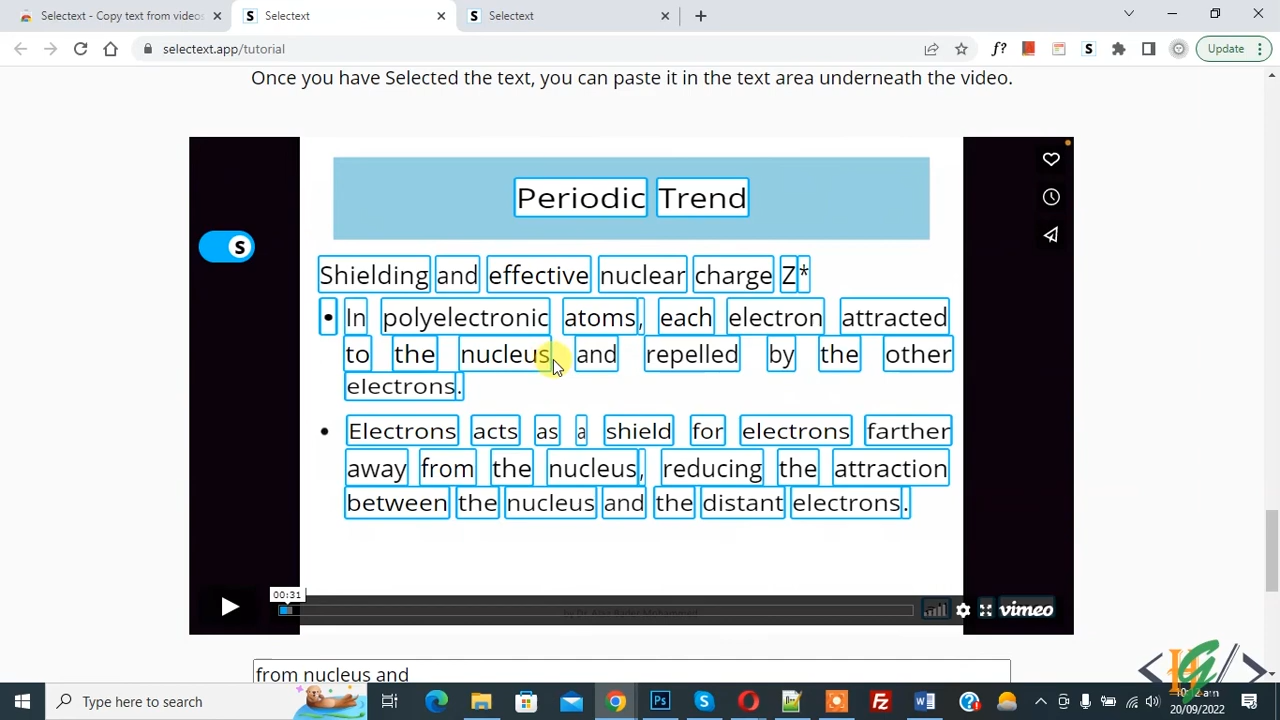 Selectext - Copy text from videos
Selectext
Selectext
selectext.app/tutorial
f?
S
Update
Once you have Selected the text, you can paste it in the text area underneath the video.
Periodic Trend
S
Shielding and effective nuclear charge Z*
• In polyelectronic atoms, each electron attracted
to the nucleus and repelled by the other
electrons.
• Electrons acts as a shield for electrons farther
away from the nucleus, reducing the attraction
between the nucleus and the distant electrons.
00:31
vimeo
from nucleus and
Type here to search
20/09/2022